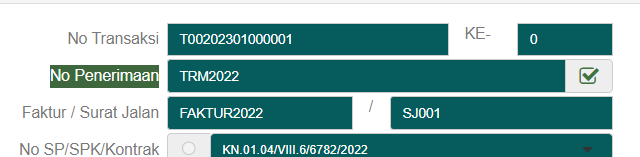 No Transaksi T00202301000001 KE- 0
No Penerimaan TRM2022
Faktur / Surat Jalan FAKTUR2022 / SJ001
No SP/SPK/Kontrak KN.01.04/VIII.6/6782/2022